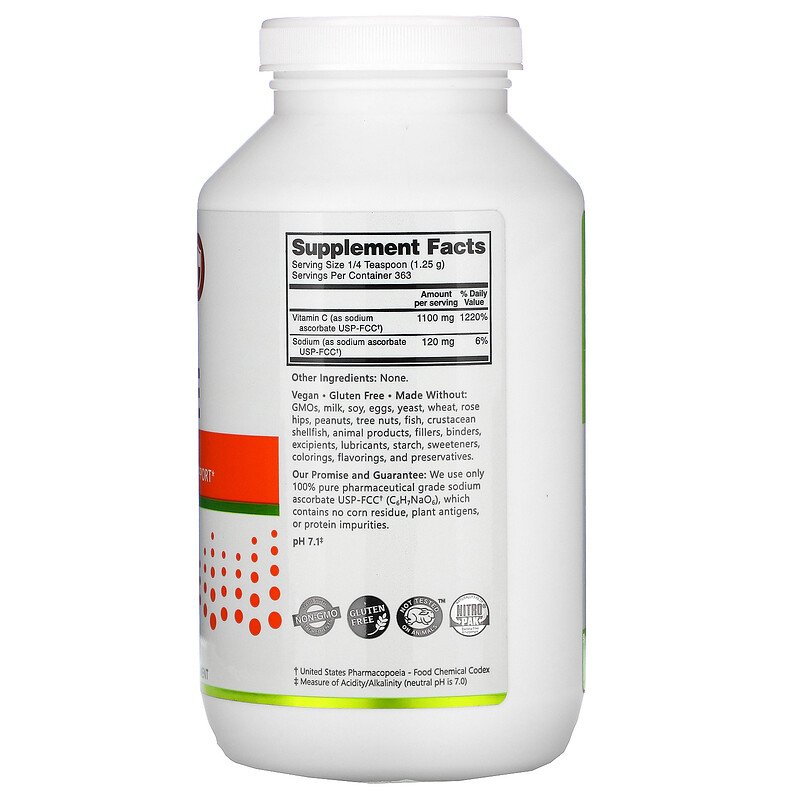 Supplement Facts
Serving Size 1/4 Teaspoon (1.25 g)
Servings Per Container 363
Amount per serving % Daily Value
Vitamin C (as sodium ascorbate USP-FCC†) 1100 mg 1220%
Sodium (as sodium ascorbate USP-FCC†) 120 mg 6%
Other Ingredients: None.
Vegan • Gluten Free • Made Without:
GMOs, milk, soy, eggs, yeast, wheat, rose
hips, peanuts, tree nuts, fish, crustacean
shellfish, animal products, fillers, binders,
excipients, lubricants, starch, sweeteners,
colorings, flavorings, and preservatives.
Our Promise and Guarantee: We use only
100% pure pharmaceutical grade sodium
ascorbate USP-FCC† (C₆H₇NaO₆), which
contains no corn residue, plant antigens,
or protein impurities.
pH 7.1‡
PORT‡
NON-GMO
GLUTEN
FREE
NOT TESTED
ON ANIMALS
™
NITRO®
PAK
† United States Pharmacopoeia - Food Chemical Codex
‡ Measure of Acidity/Alkalinity (neutral pH is 7.0)